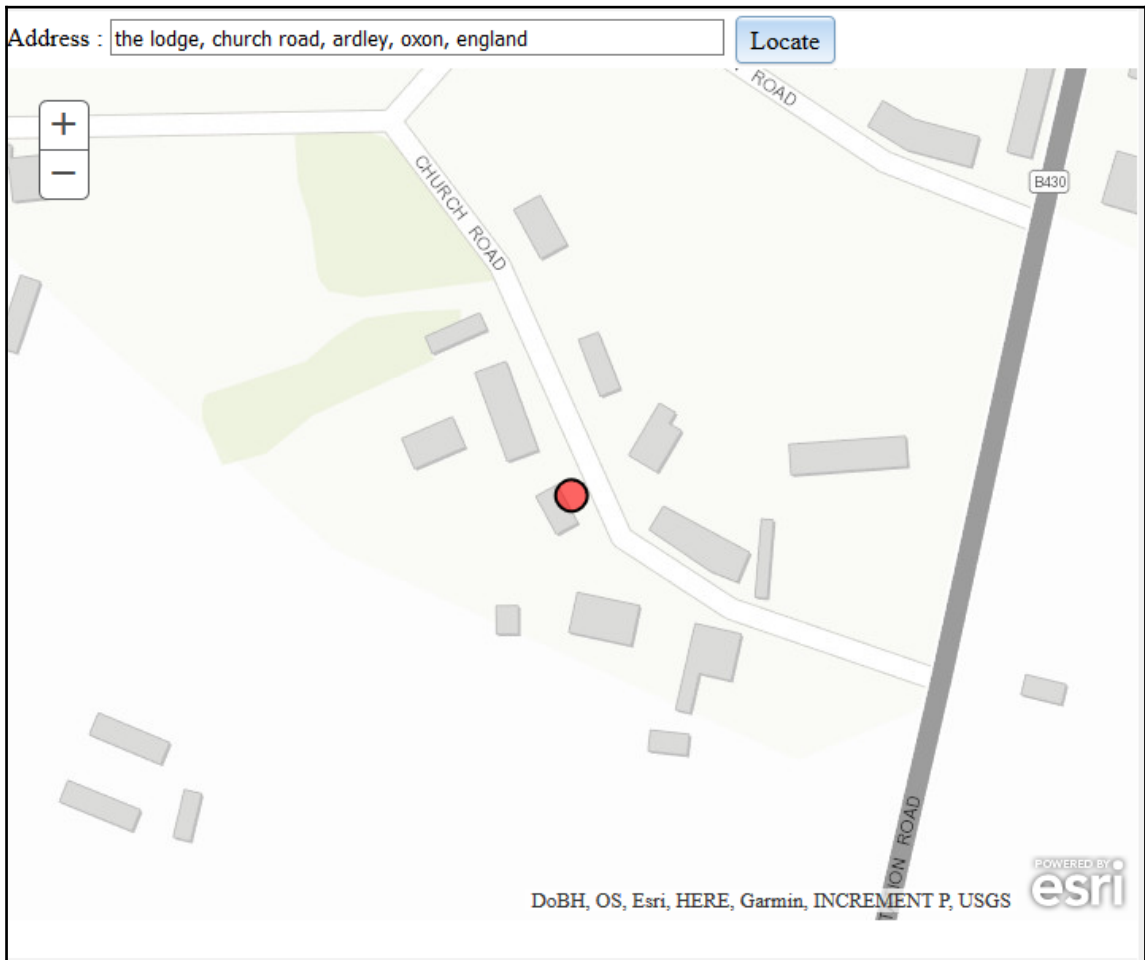 Address : the lodge, church road, ardley, oxon, england Locate
ROAD
+
−
CHURCH ROAD
B430
ROAD
POWERED BY
esri
DoBH, OS, Esri, HERE, Garmin, INCREMENT P, USGS